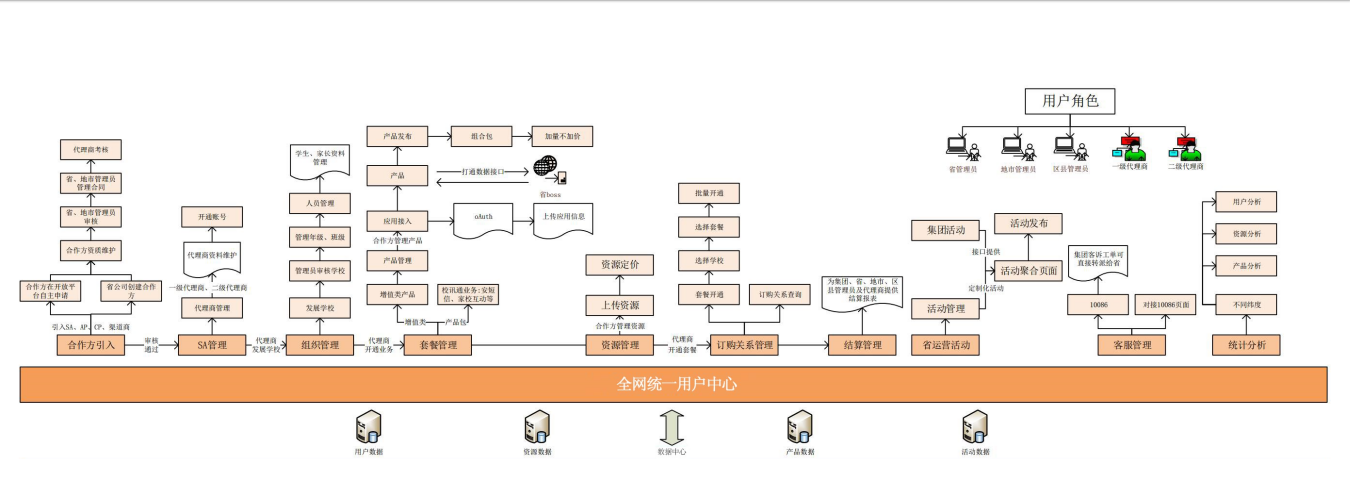 用户角色
省管理员
地市管理员
区县管理员
一级代理商
二级代理商
代理商考核
省、地市管理员
管理合同
省、地市管理员
审核
合作方资质维护
合作方在开放平
台自主申请
省公司创建合作
方
引入SA、AP、CP、渠道商
合作方引入
审核
通过
开通账号
代理商资料维护
一级代理商、二级代理商
代理商管理
SA管理
代理商
发展学校
学生、家长资料
管理
人员管理
管理年级、班级
管理员审核学校
发展学校
组织管理
代理商
开通业务
产品发布
组合包
加量不加价
产品
打通数据接口
省boss
应用接入
oAuth
上传应用信息
合作方管理产品
产品管理
增值类产品
校讯通业务:安短
信、家校互动等
增值类
产品包
套餐管理
资源定价
上传资源
合作方管理资源
资源管理
代理商
开通套餐
批量开通
选择套餐
选择学校
套餐开通
订购关系查询
订购关系管理
为集团、省、地市、区
县管理员及代理商提供
结算报表
结算管理
集团活动
活动发布
接口提供
活动聚合页面
定制化活动
活动管理
省运营活动
集团客诉工单可
直接转派给省
10086
对接10086页面
客服管理
用户分析
资源分析
产品分析
不同纬度
统计分析
全网统一用户中心
用户数据
资源数据
数据中心
产品数据
活动数据